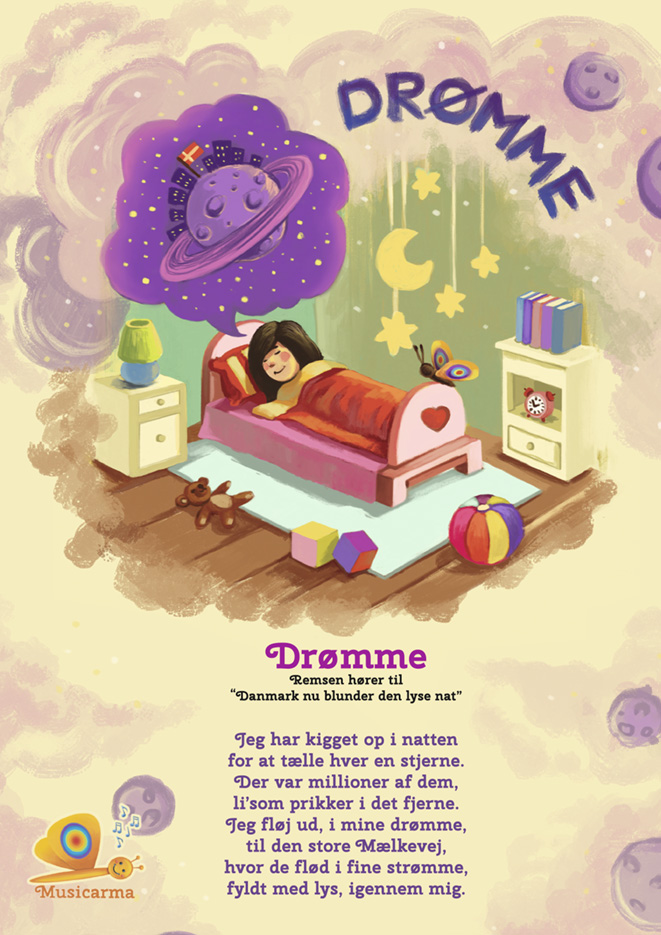 DRØMME
Drømme
Remsen hører til
“Danmark nu blunder den lyse nat”
Jeg har kigget op i natten
for at tælle hver en stjerne.
Der var millioner af dem,
li’som prikker i det fjerne.
Jeg fløj ud, i mine drømme,
til den store Mælkevej,
hvor de flød i fine strømme,
fyldt med lys, igennem mig.
Musicarma